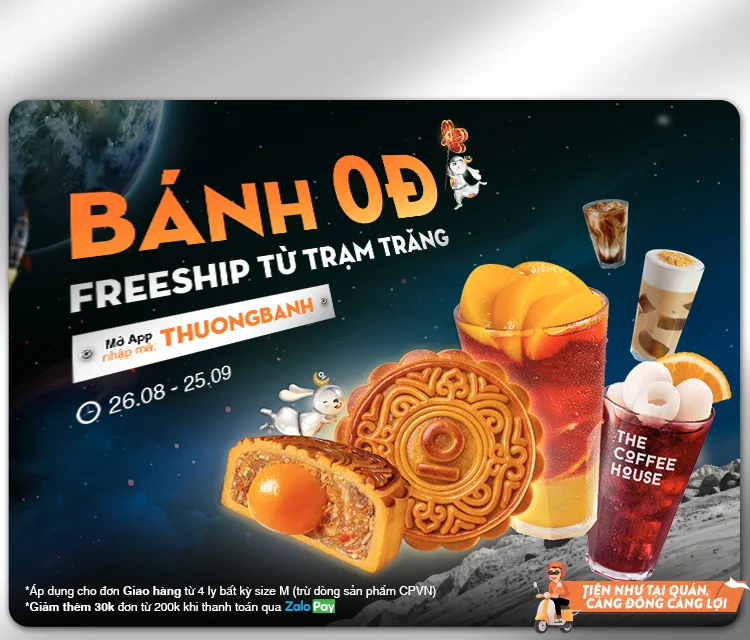 BÁNH 0Đ
FREESHIP TỪ TRẠM TRĂNG
Mở App
nhập mã: THUONGBANH
26.08 - 25.09
THE
COFFEE
HOUSE
*Áp dụng cho đơn Giao hàng từ 4 ly bất kỳ size M (trừ dòng sản phẩm CPVN)
*Giảm thêm 30k đơn từ 200k khi thanh toán qua Zalo Pay
TIỆN NHƯ TẠI QUÁN,
CÀNG ĐÔNG CÀNG LỢI